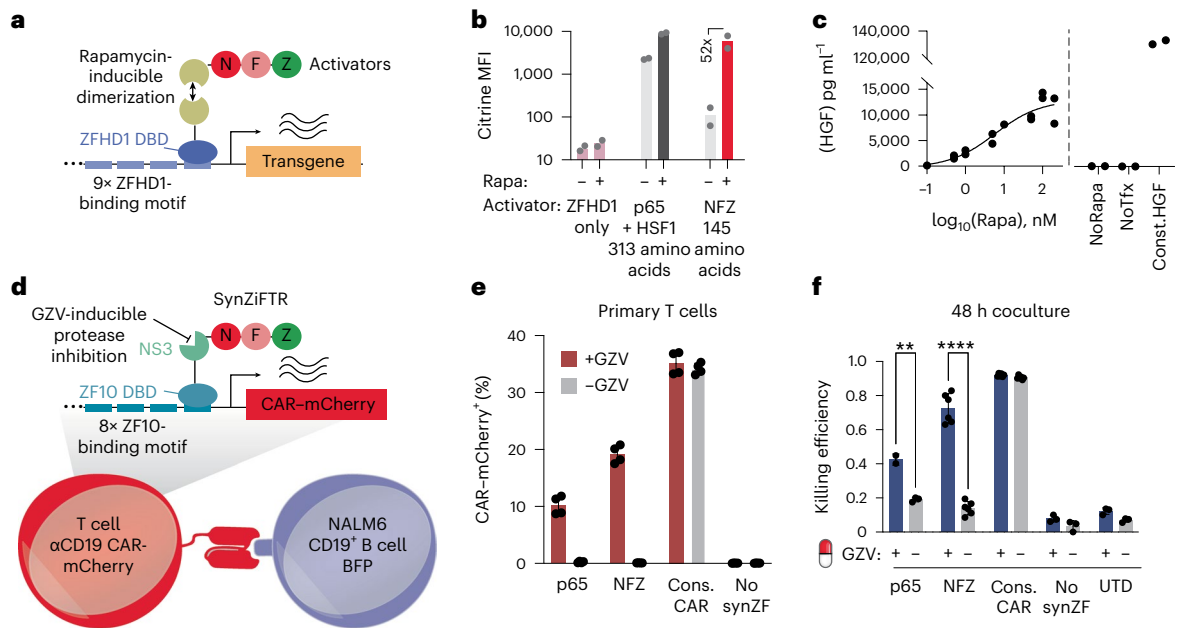 a
Rapamycin-
inducible
dimerization
N F Z Activators
ZFHD1 DBD
Transgene
9× ZFHD1-
binding motif
b
Citrine MFI
10,000
1,000
100
10
52x
Rapa: – + – + – +
Activator: ZFHD1 p65 NFZ
only + HSF1 145
313 amino amino
acids acids
c
(HGF) pg ml⁻¹
140,000
120,000
15,000
10,000
5,000
0
–1 0 1 2
log₁₀(Rapa), nM
NoRapa
NoTfx
Const.HGF
d
SynZiFTR
GZV-inducible
protease
inhibition
NS3
N F Z
ZF10 DBD
CAR–mCherry
8× ZF10-
binding motif
T cell
αCD19 CAR-
mCherry
NALM6
CD19⁺ B cell
BFP
e
Primary T cells
CAR–mCherry⁺ (%)
40
30
20
10
0
+GZV
–GZV
p65 NFZ Cons. No
CAR synZF
f
48 h coculture
Killing efficiency
1.0
0.8
0.6
0.4
0.2
0
** ****
GZV: + – + – + – + – + –
p65 NFZ Cons. No UTD
CAR synZF